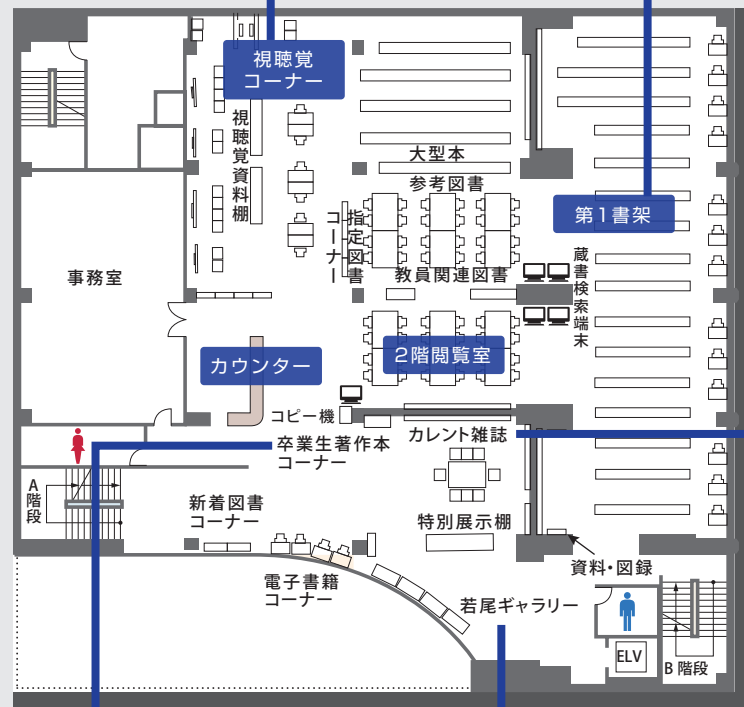 視聴覚
コーナー
視聴覚資料棚
大型本
参考図書
指定図書
コーナー
第1書架
事務室
教員関連図書
蔵書検索端末
カウンター
2階閲覧室
コピー機
カレント雑誌
卒業生著作本
コーナー
A
階段
新着図書
コーナー
特別展示棚
電子書籍
コーナー
資料・図録
若尾ギャラリー
ELV
B 階段